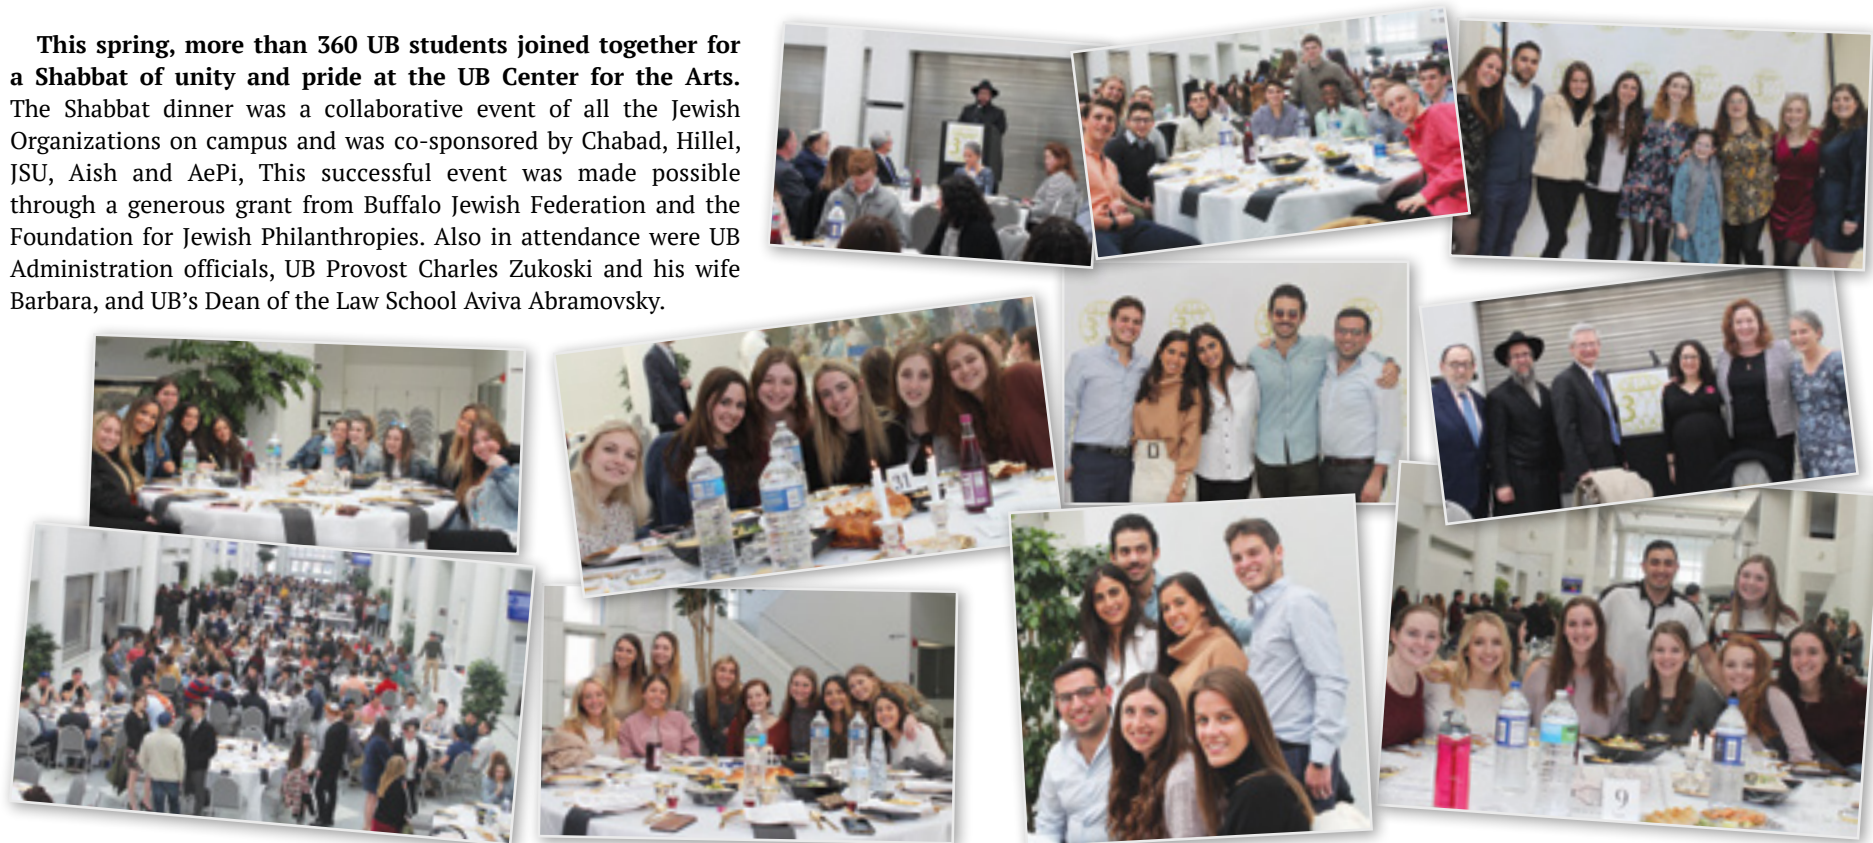 This spring, more than 360 UB students joined together for
a Shabbat of unity and pride at the UB Center for the Arts.
The Shabbat dinner was a collaborative event of all the Jewish
Organizations on campus and was co-sponsored by Chabad, Hillel,
JSU, Aish and AePi, This successful event was made possible
through a generous grant from Buffalo Jewish Federation and the
Foundation for Jewish Philanthropies. Also in attendance were UB
Administration officials, UB Provost Charles Zukoski and his wife
Barbara, and UB’s Dean of the Law School Aviva Abramovsky.
31
9